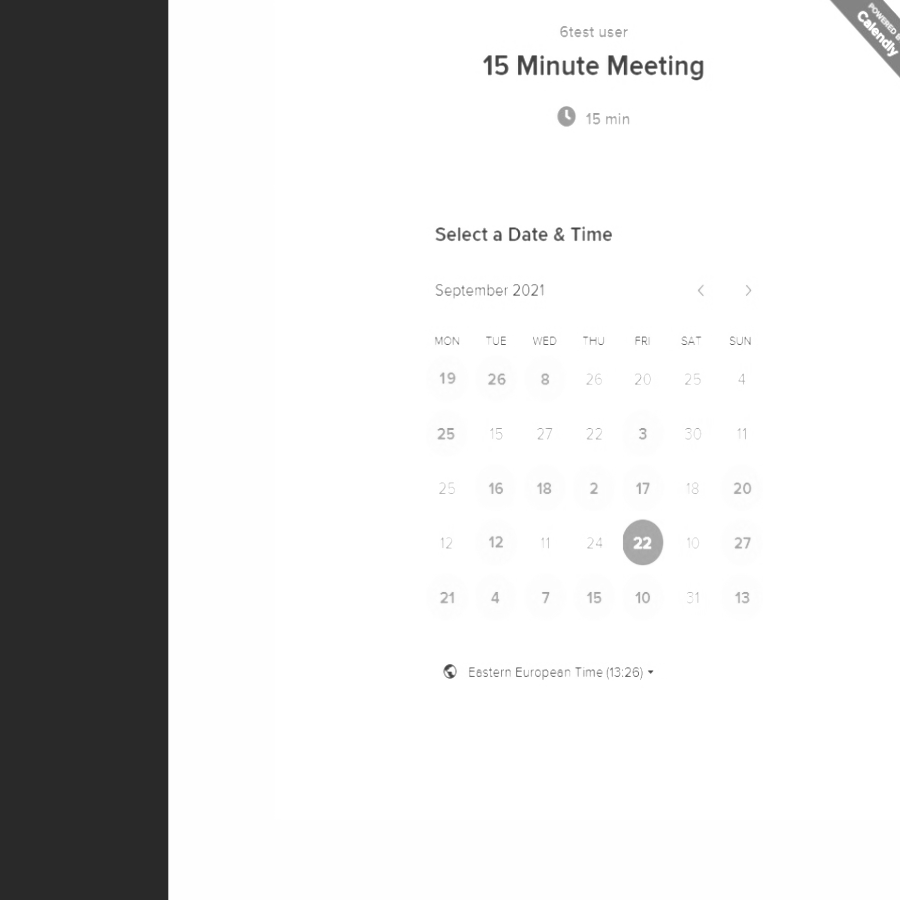 6test user
15 Minute Meeting
15 min
POWERED BY
Calendly
Select a Date & Time
September 2021
MON TUE WED THU FRI SAT SUN
19 26 8 26 20 25 4
25 15 27 22 3 30 11
25 16 18 2 17 18 20
12 12 11 24 22 10 27
21 4 7 15 10 31 13
Eastern European Time (13:26)